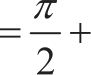 = π/2 +